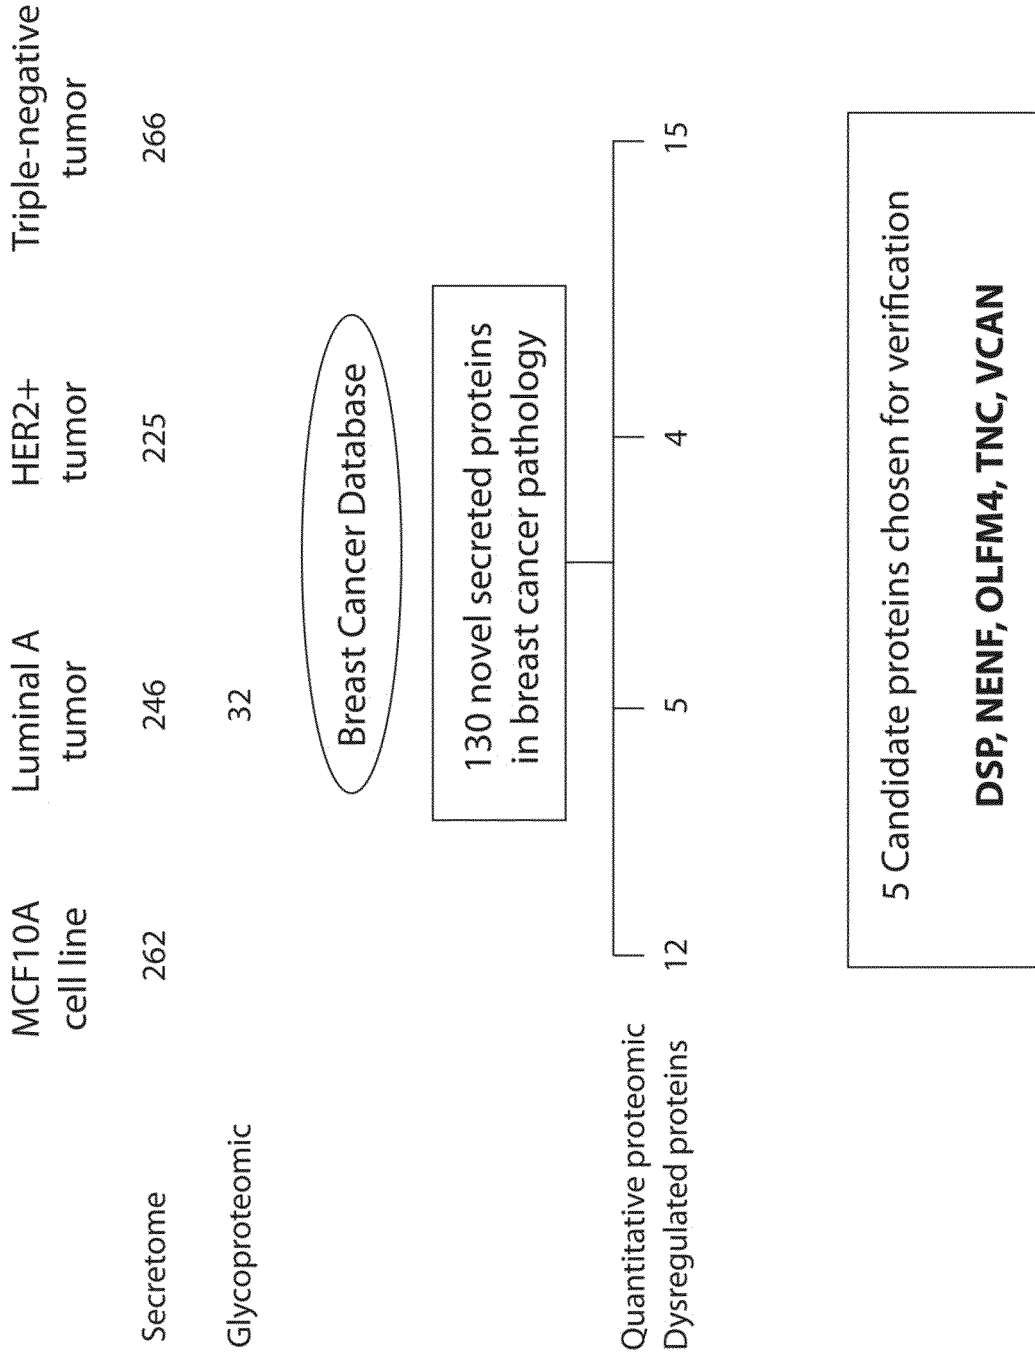 MCF10A
cell line
Luminal A
tumor
HER2+
tumor
Triple-negative
tumor
Secretome
262
246
225
266
Glycoproteomic
32
Breast Cancer Database
130 novel secreted proteins
in breast cancer pathology
Quantitative proteomic
Dysregulated proteins
12
5
4
15
5 Candidate proteins chosen for verification
DSP, NENF, OLFM4, TNC, VCAN